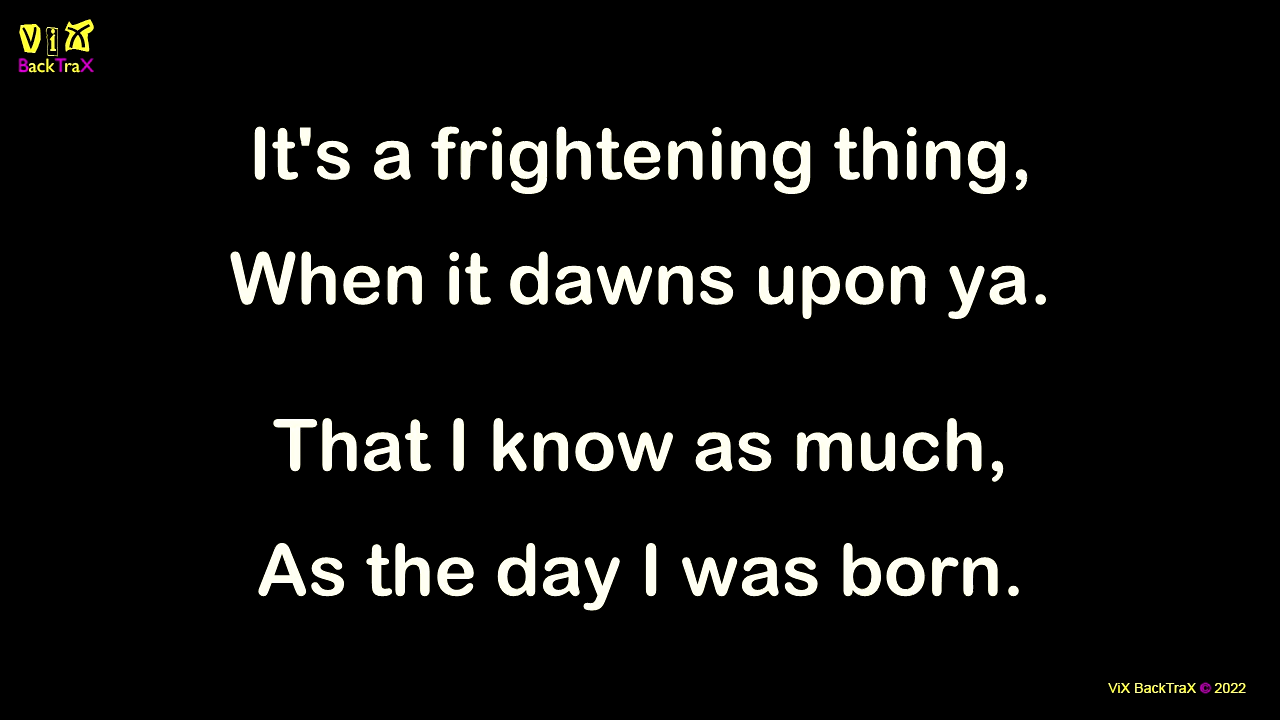 ViX
BackTraX
It's a frightening thing,
When it dawns upon ya.
That I know as much,
As the day I was born.
ViX BackTraX © 2022